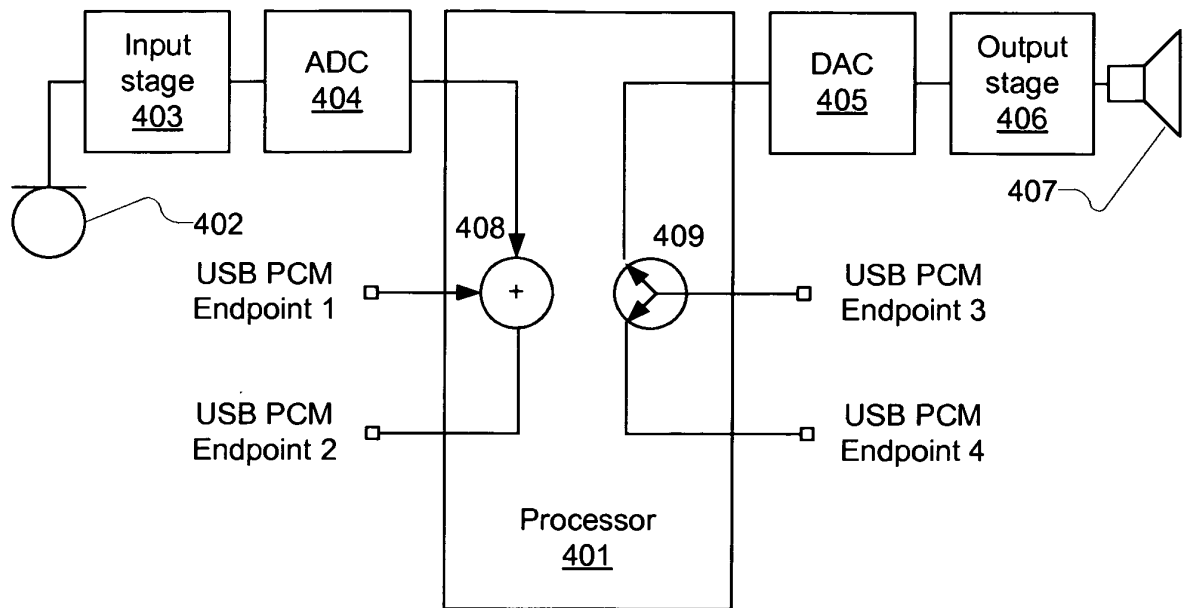 Input
stage
403
ADC
404
DAC
405
Output
stage
406
407
402
408
409
USB PCM
Endpoint 1
+
USB PCM
Endpoint 3
USB PCM
Endpoint 2
USB PCM
Endpoint 4
Processor
401